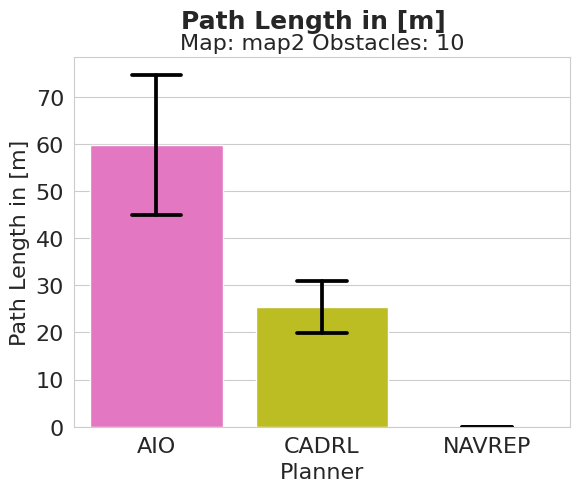 Path Length in [m]
Map: map2 Obstacles: 10
Path Length in [m]
70
60
50
40
30
20
10
0
AIO CADRL NAVREP
Planner